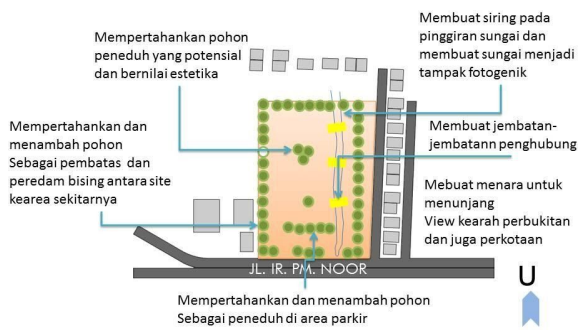 Mempertahankan pohon
peneduh yang potensial
dan bernilai estetika
Membuat siring pada
pinggiran sungai dan
membuat sungai menjadi
tampak fotogenik
Mempertahankan dan
menambah pohon
Sebagai pembatas dan
peredam bising antara site
kearea sekitarnya
Membuat jembatan-
jembatann penghubung
Mebuat menara untuk
menunjang
View kearah perbukitan
dan juga perkotaan
JL. IR. PM. NOOR
U
Mempertahankan dan menambah pohon
Sebagai peneduh di area parkir